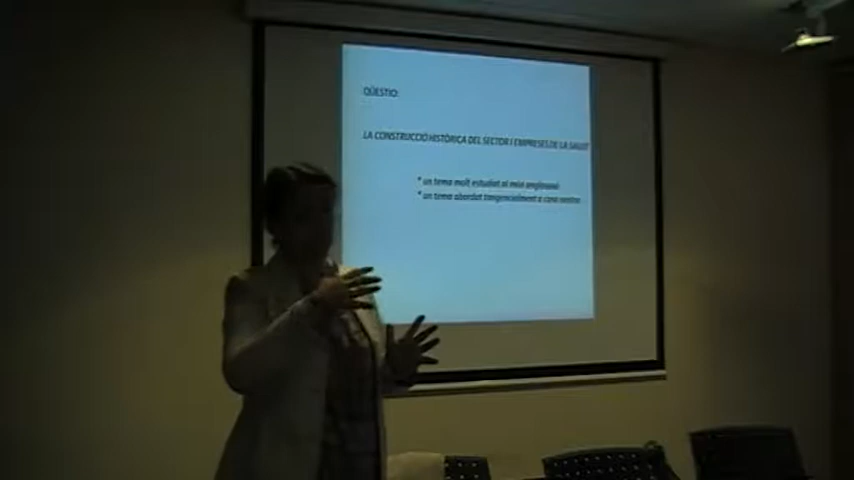 QÜESTIO:
LA CONSTRUCCIÓ HISTÒRICA DEL SECTOR I EMPRESES DE LA SALUT
* un tema molt estudiat al món anglosaxó
* un tema abordat tangencialment a casa nostra